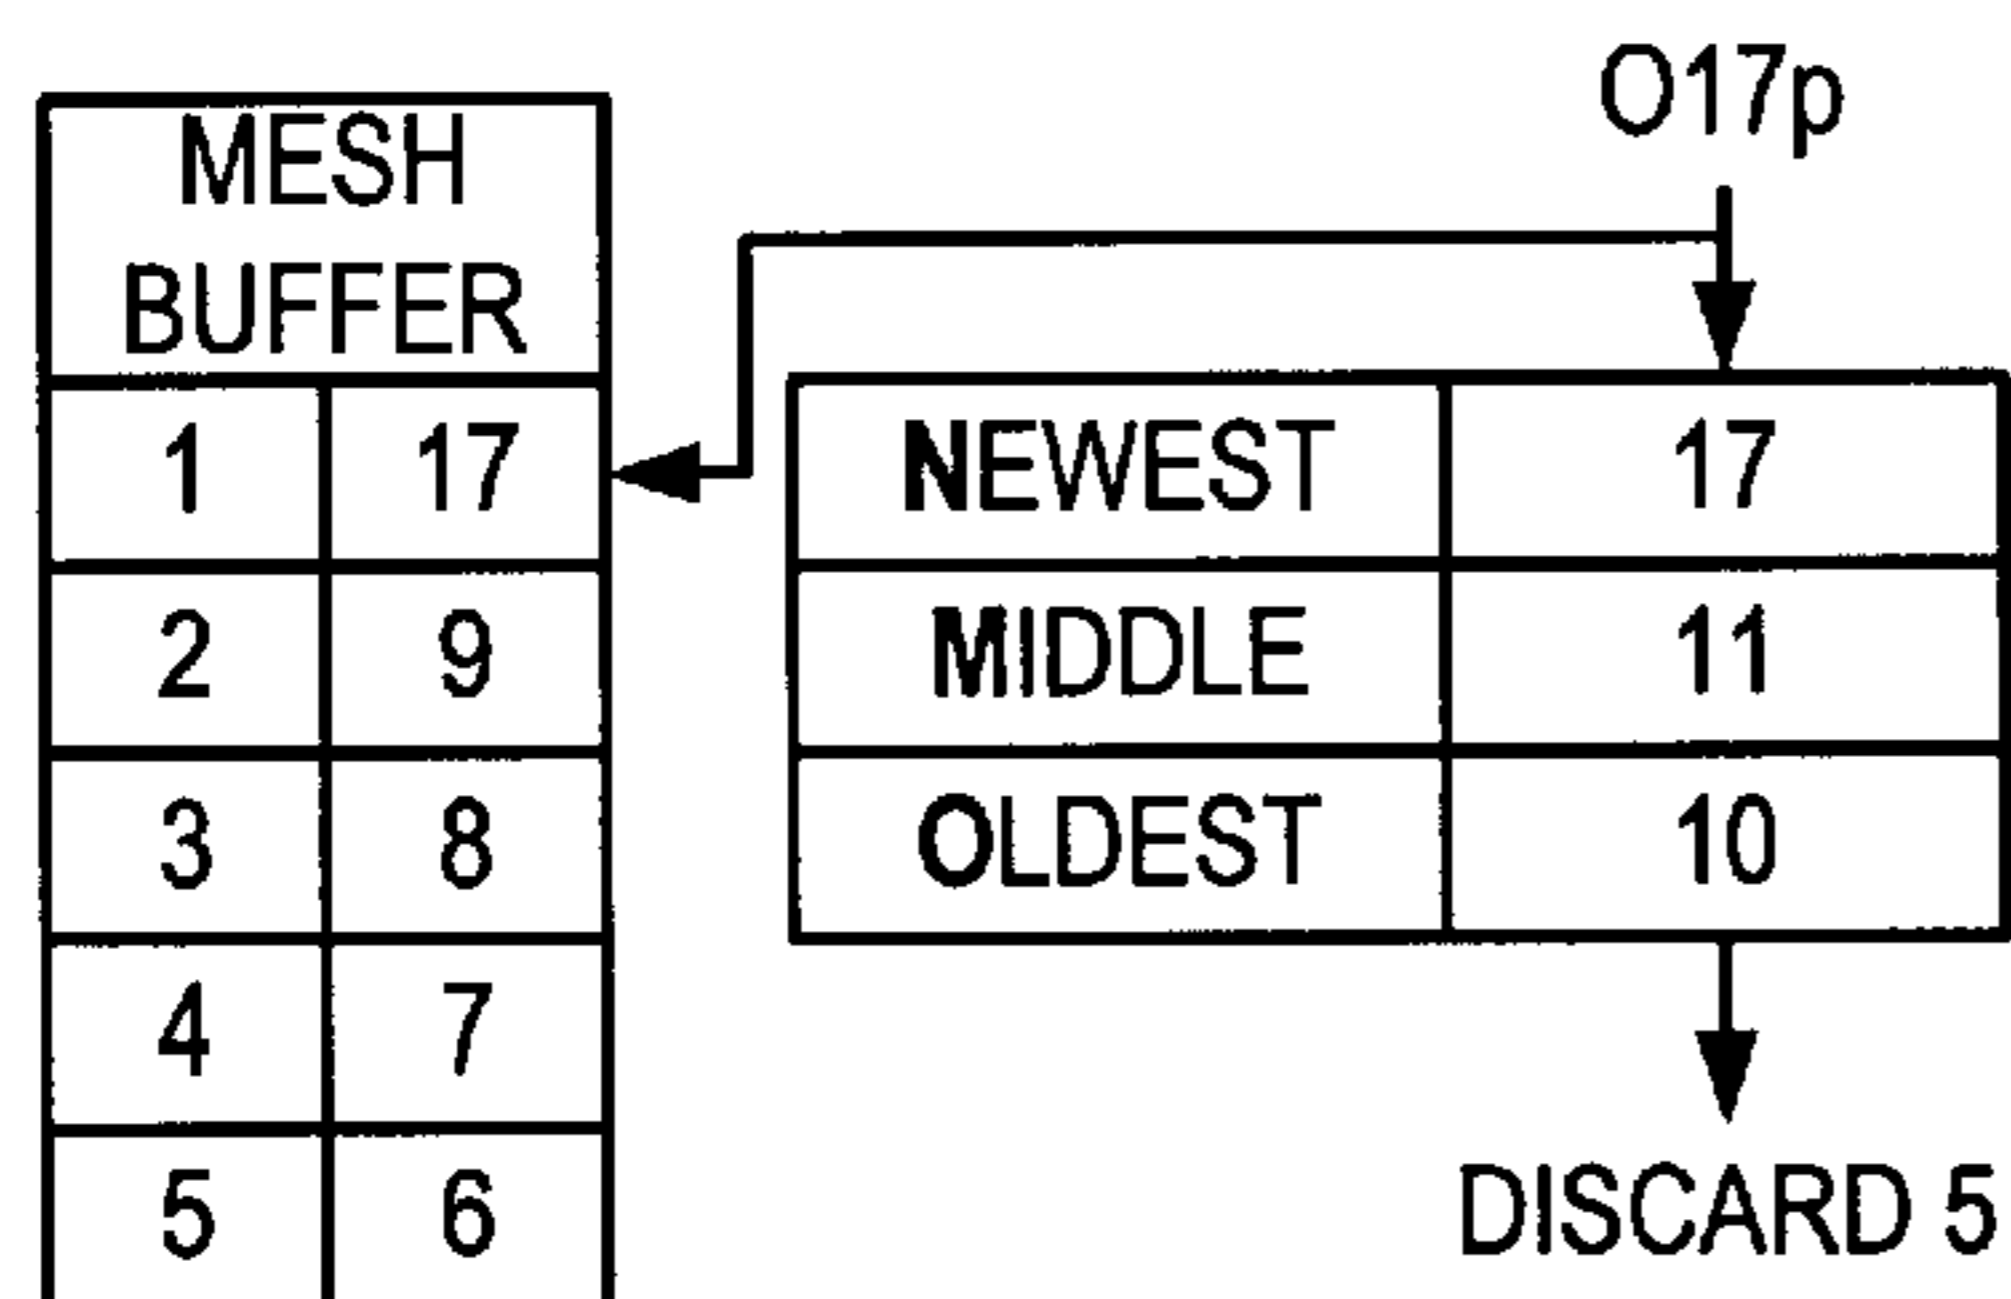 O17p
MESH
BUFFER
1 17
2 9
3 8
4 7
5 6
NEWEST 17
MIDDLE 11
OLDEST 10
DISCARD 5